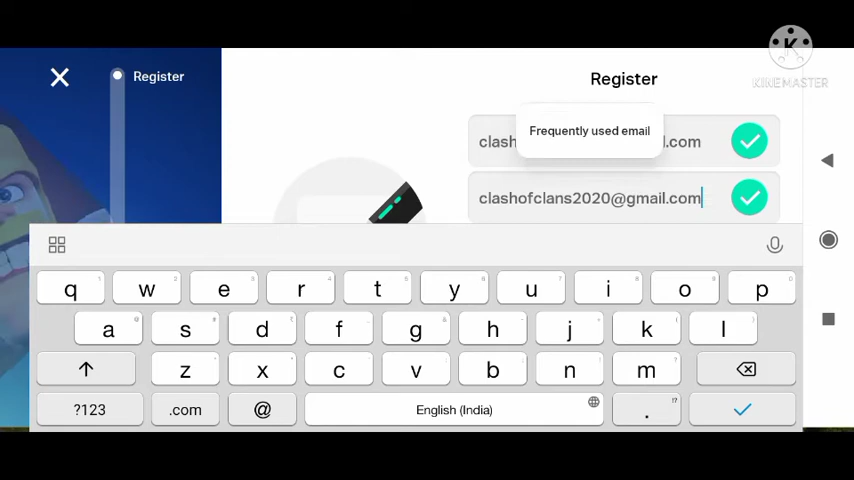 K
KINEMASTER
Register
Register
Frequently used email
clash l.com
clashofclans2020@gmail.com
q w e r t y u i o p
a s d f g h j k l
z x c v b n m
?123 .com @ English (India) .